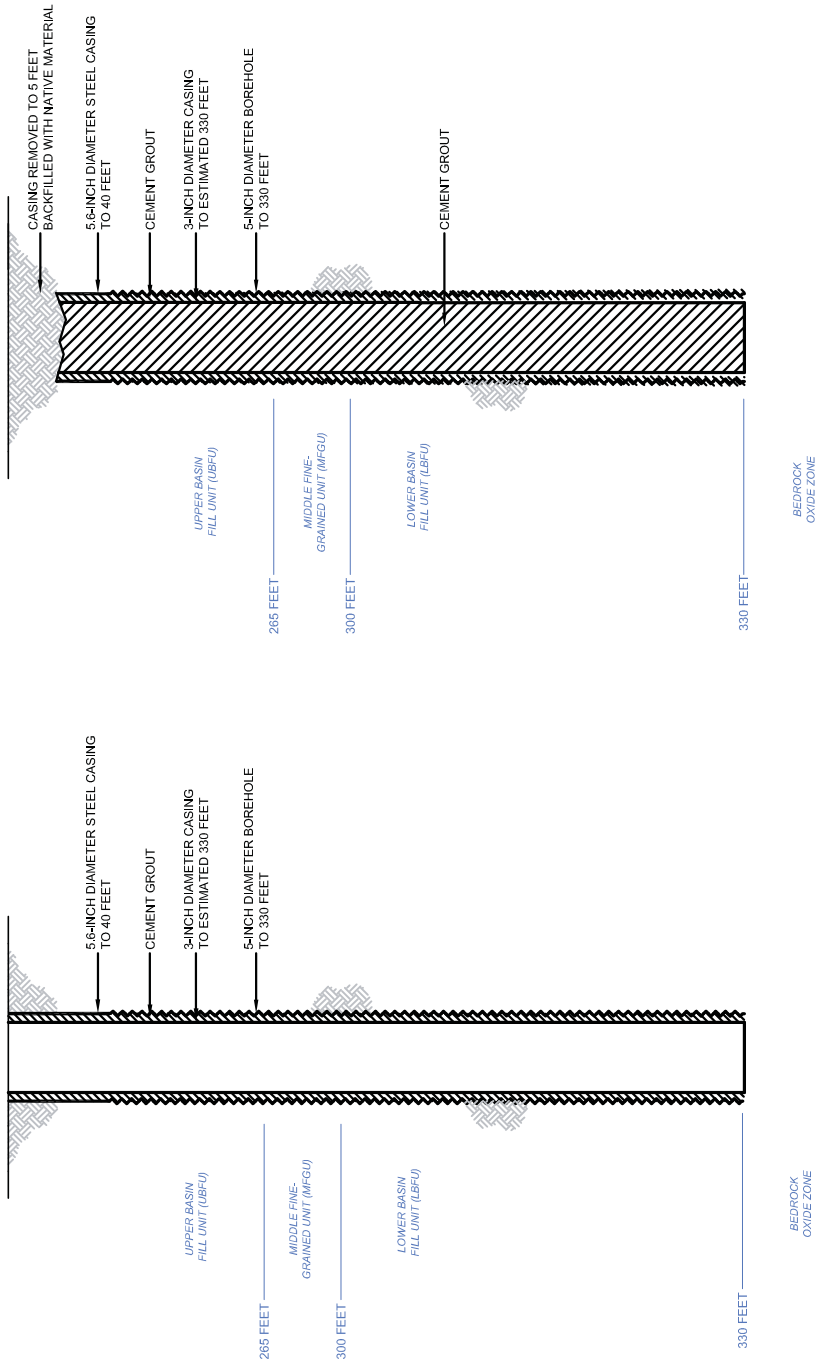 5.6-INCH DIAMETER STEEL CASING
TO 40 FEET
CEMENT GROUT
3-INCH DIAMETER CASING
TO ESTIMATED 330 FEET
5-INCH DIAMETER BOREHOLE
TO 330 FEET
UPPER BASIN
FILL UNIT (UBFU)
265 FEET
MIDDLE FINE-
GRAINED UNIT (MFGU)
300 FEET
LOWER BASIN
FILL UNIT (LBFU)
330 FEET
BEDROCK
OXIDE ZONE
CASING REMOVED TO 5 FEET
BACKFILLED WITH NATIVE MATERIAL
5.6-INCH DIAMETER STEEL CASING
TO 40 FEET
CEMENT GROUT
3-INCH DIAMETER CASING
TO ESTIMATED 330 FEET
5-INCH DIAMETER BOREHOLE
TO 330 FEET
CEMENT GROUT
UPPER BASIN
FILL UNIT (UBFU)
265 FEET
MIDDLE FINE-
GRAINED UNIT (MFGU)
300 FEET
LOWER BASIN
FILL UNIT (LBFU)
330 FEET
BEDROCK
OXIDE ZONE